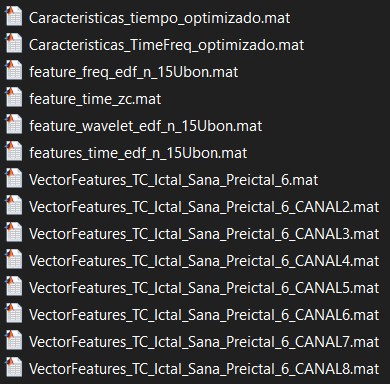 Caracteristicas_tiempo_optimizado.mat
Caracteristicas_TimeFreq_optimizado.mat
feature_freq_edf_n_15Ubon.mat
feature_time_zc.mat
feature_wavelet_edf_n_15Ubon.mat
features_time_edf_n_15Ubon.mat
VectorFeatures_TC_Ictal_Sana_Preictal_6.mat
VectorFeatures_TC_Ictal_Sana_Preictal_6_CANAL2.mat
VectorFeatures_TC_Ictal_Sana_Preictal_6_CANAL3.mat
VectorFeatures_TC_Ictal_Sana_Preictal_6_CANAL4.mat
VectorFeatures_TC_Ictal_Sana_Preictal_6_CANAL5.mat
VectorFeatures_TC_Ictal_Sana_Preictal_6_CANAL6.mat
VectorFeatures_TC_Ictal_Sana_Preictal_6_CANAL7.mat
VectorFeatures_TC_Ictal_Sana_Preictal_6_CANAL8.mat